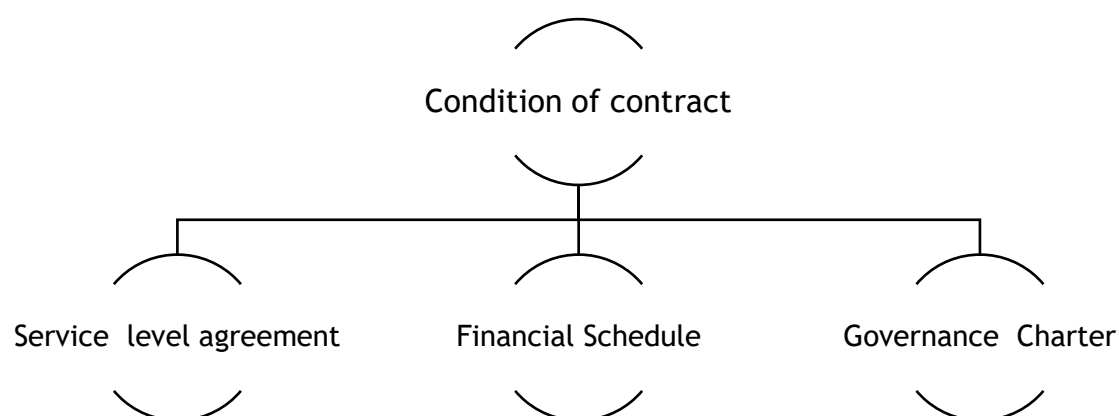 Condition of contract
Service level agreement
Financial Schedule
Governance Charter